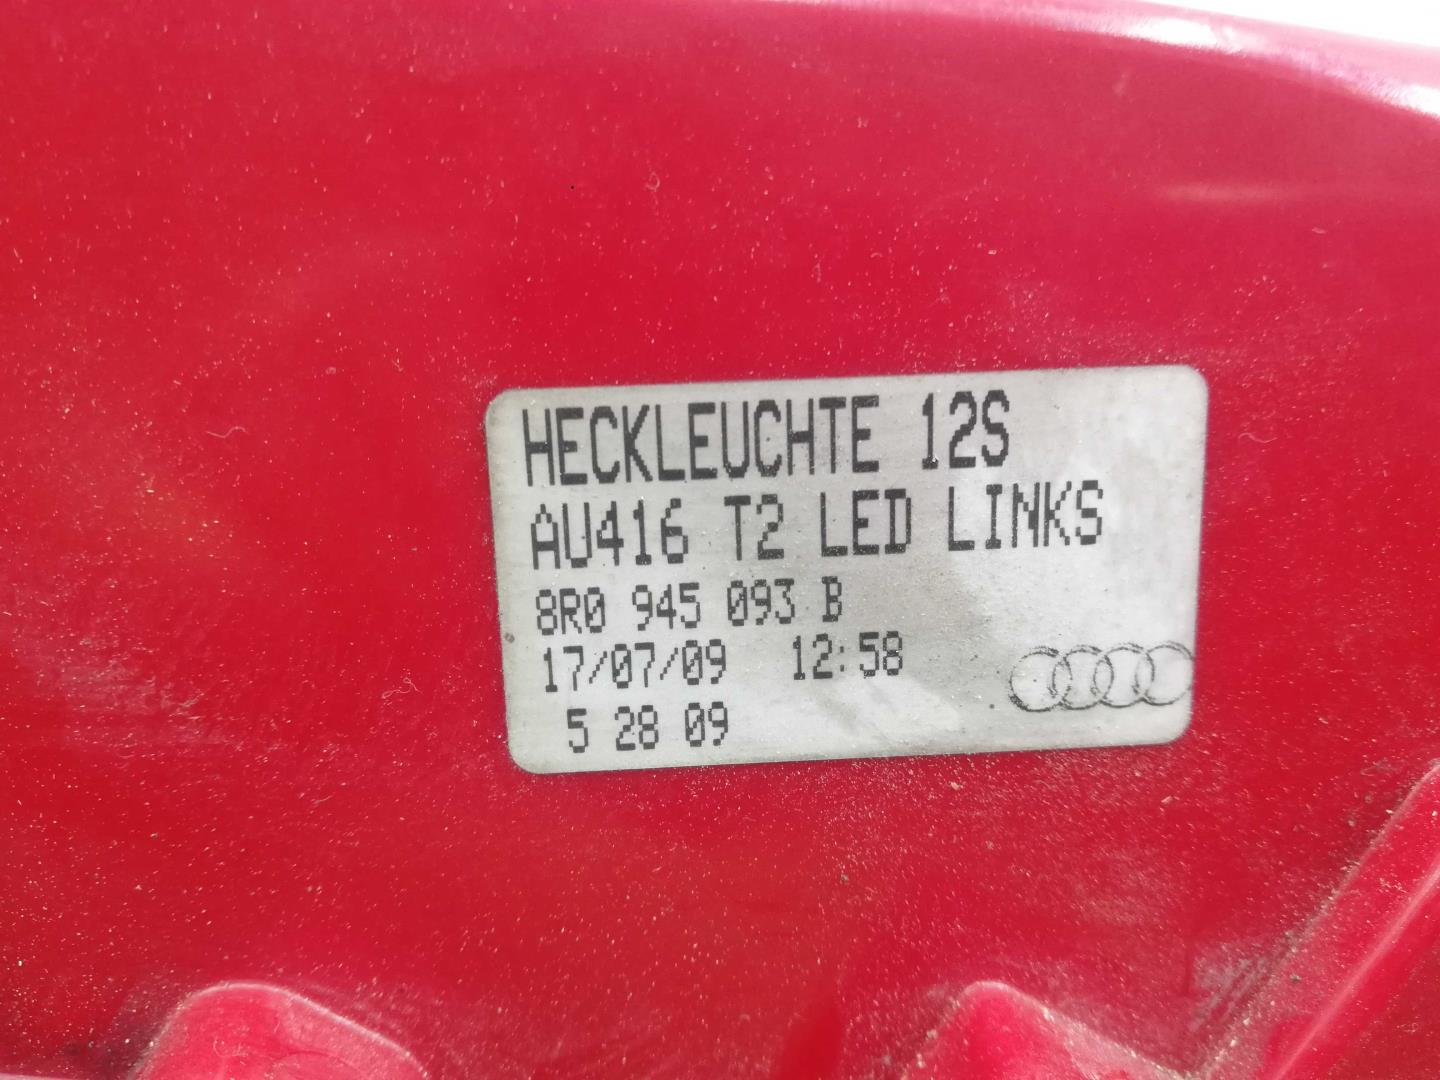 HECKLEUCHTE 12S
AU416 T2 LED LINKS
8R0 945 093 B
17/07/09 12:58
5 28 09